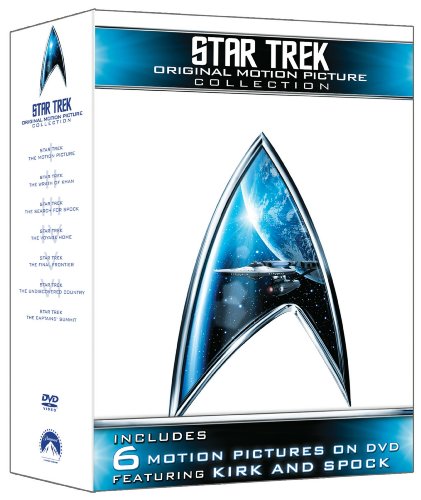 STAR TREK
ORIGINAL MOTION PICTURE
COLLECTION
STAR TREK
THE MOTION PICTURE
STAR TREK
THE WRATH OF KHAN
STAR TREK
THE SEARCH FOR SPOCK
STAR TREK
THE VOYAGE HOME
STAR TREK
THE FINAL FRONTIER
STAR TREK
THE UNDISCOVERED COUNTRY
STAR TREK
THE CAPTAINS' SUMMIT
DVD
VIDEO
Paramount
STAR TREK
ORIGINAL MOTION PICTURE
COLLECTION
INCLUDES
6 MOTION PICTURES ON DVD
FEATURING KIRK AND SPOCK